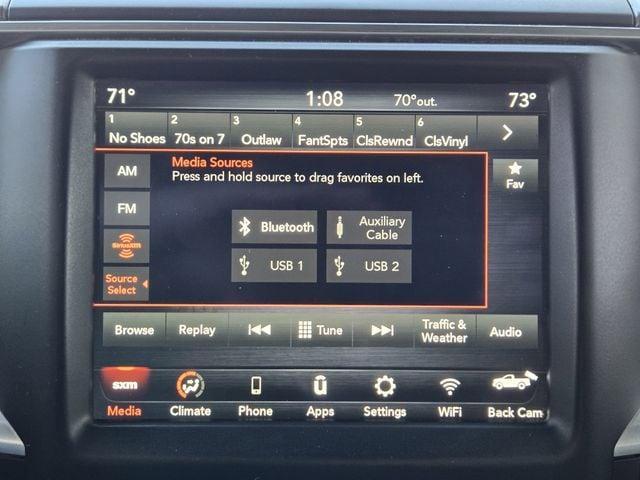 71° 1:08 70°out. 73°
1 2 3 4 5 6
No Shoes 70s on 7 Outlaw FantSpts ClsRewnd ClsVinyl
Media Sources
Press and hold source to drag favorites on left.
AM
FM
SiriusXM
Source
Select
Fav
Bluetooth
Auxiliary
Cable
USB 1
USB 2
Browse Replay Tune
Traffic &
Weather
Audio
sxm
Media Climate Phone Apps Settings WiFi Back Cam